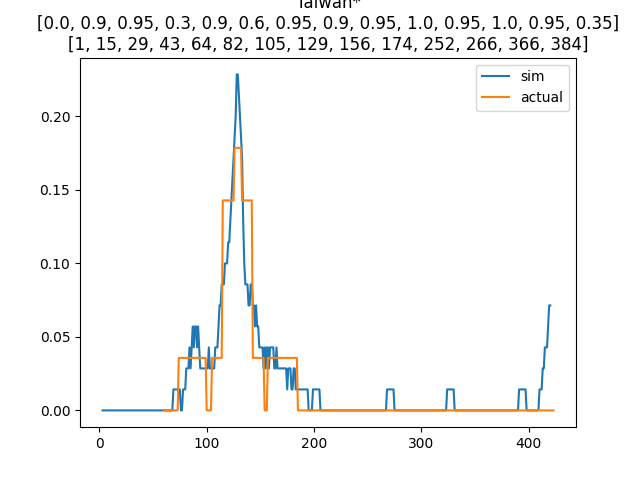 Taiwan*
[0.0, 0.9, 0.95, 0.3, 0.9, 0.6, 0.95, 0.9, 0.95, 1.0, 0.95, 1.0, 0.95, 0.35]
[1, 15, 29, 43, 64, 82, 105, 129, 156, 174, 252, 266, 366, 384]
sim
actual
0.20
0.15
0.10
0.05
0.00
0 100 200 300 400